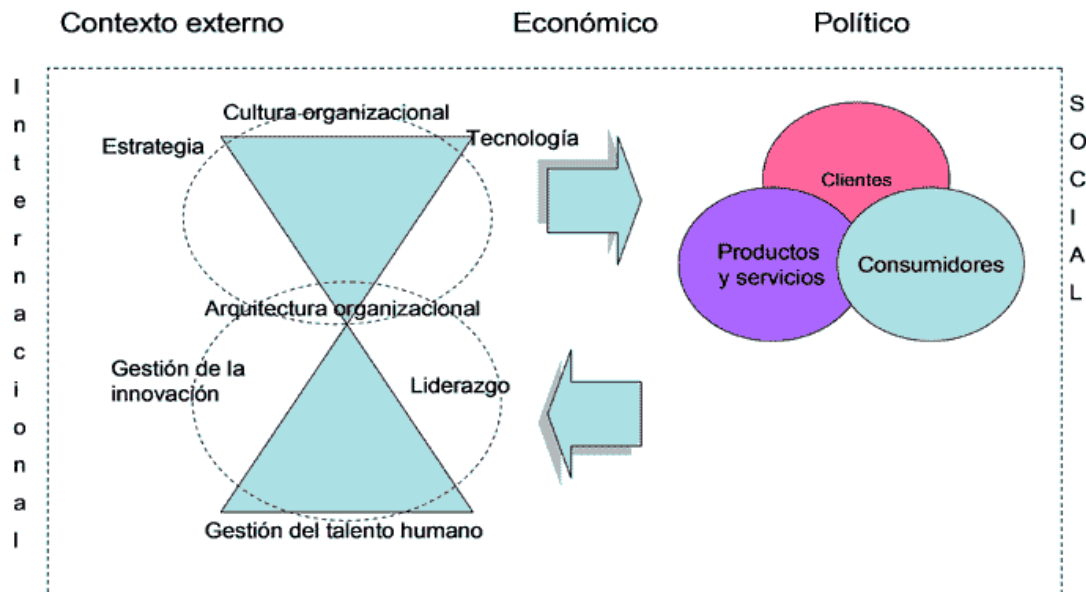 Contexto externo
Económico
Político
Internacional
SOCIAL
Cultura organizacional
Estrategia
Tecnología
Arquitectura organizacional
Gestión de la
innovación
Liderazgo
Gestión del talento humano
Clientes
Productos
y servicios
Consumidores